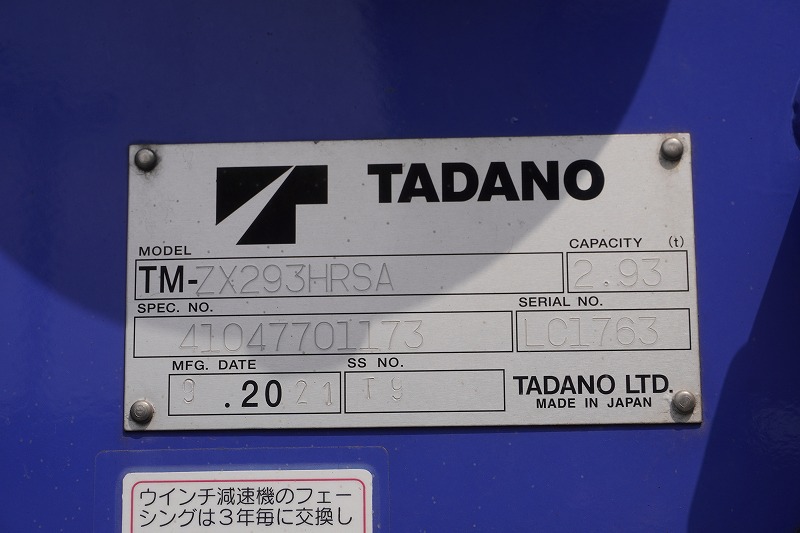 TADANO
MODEL
TM-ZX293HRSA
CAPACITY (t)
2.93
SPEC. NO.
41047701173
SERIAL NO.
LC1763
MFG. DATE
.2021
SS NO.
T9
TADANO LTD.
MADE IN JAPAN
ウインチ減速機のフェー
シングは3年毎に交換し